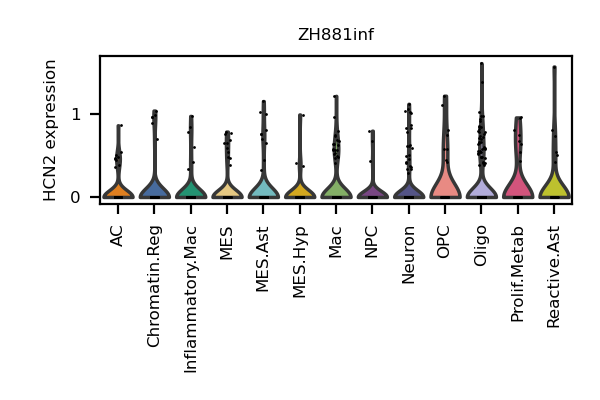 ZH881inf
HCN2 expression
1
0
AC
Chromatin.Reg
Inflammatory.Mac
MES
MES.Ast
MES.Hyp
Mac
NPC
Neuron
OPC
Oligo
Prolif.Metab
Reactive.Ast